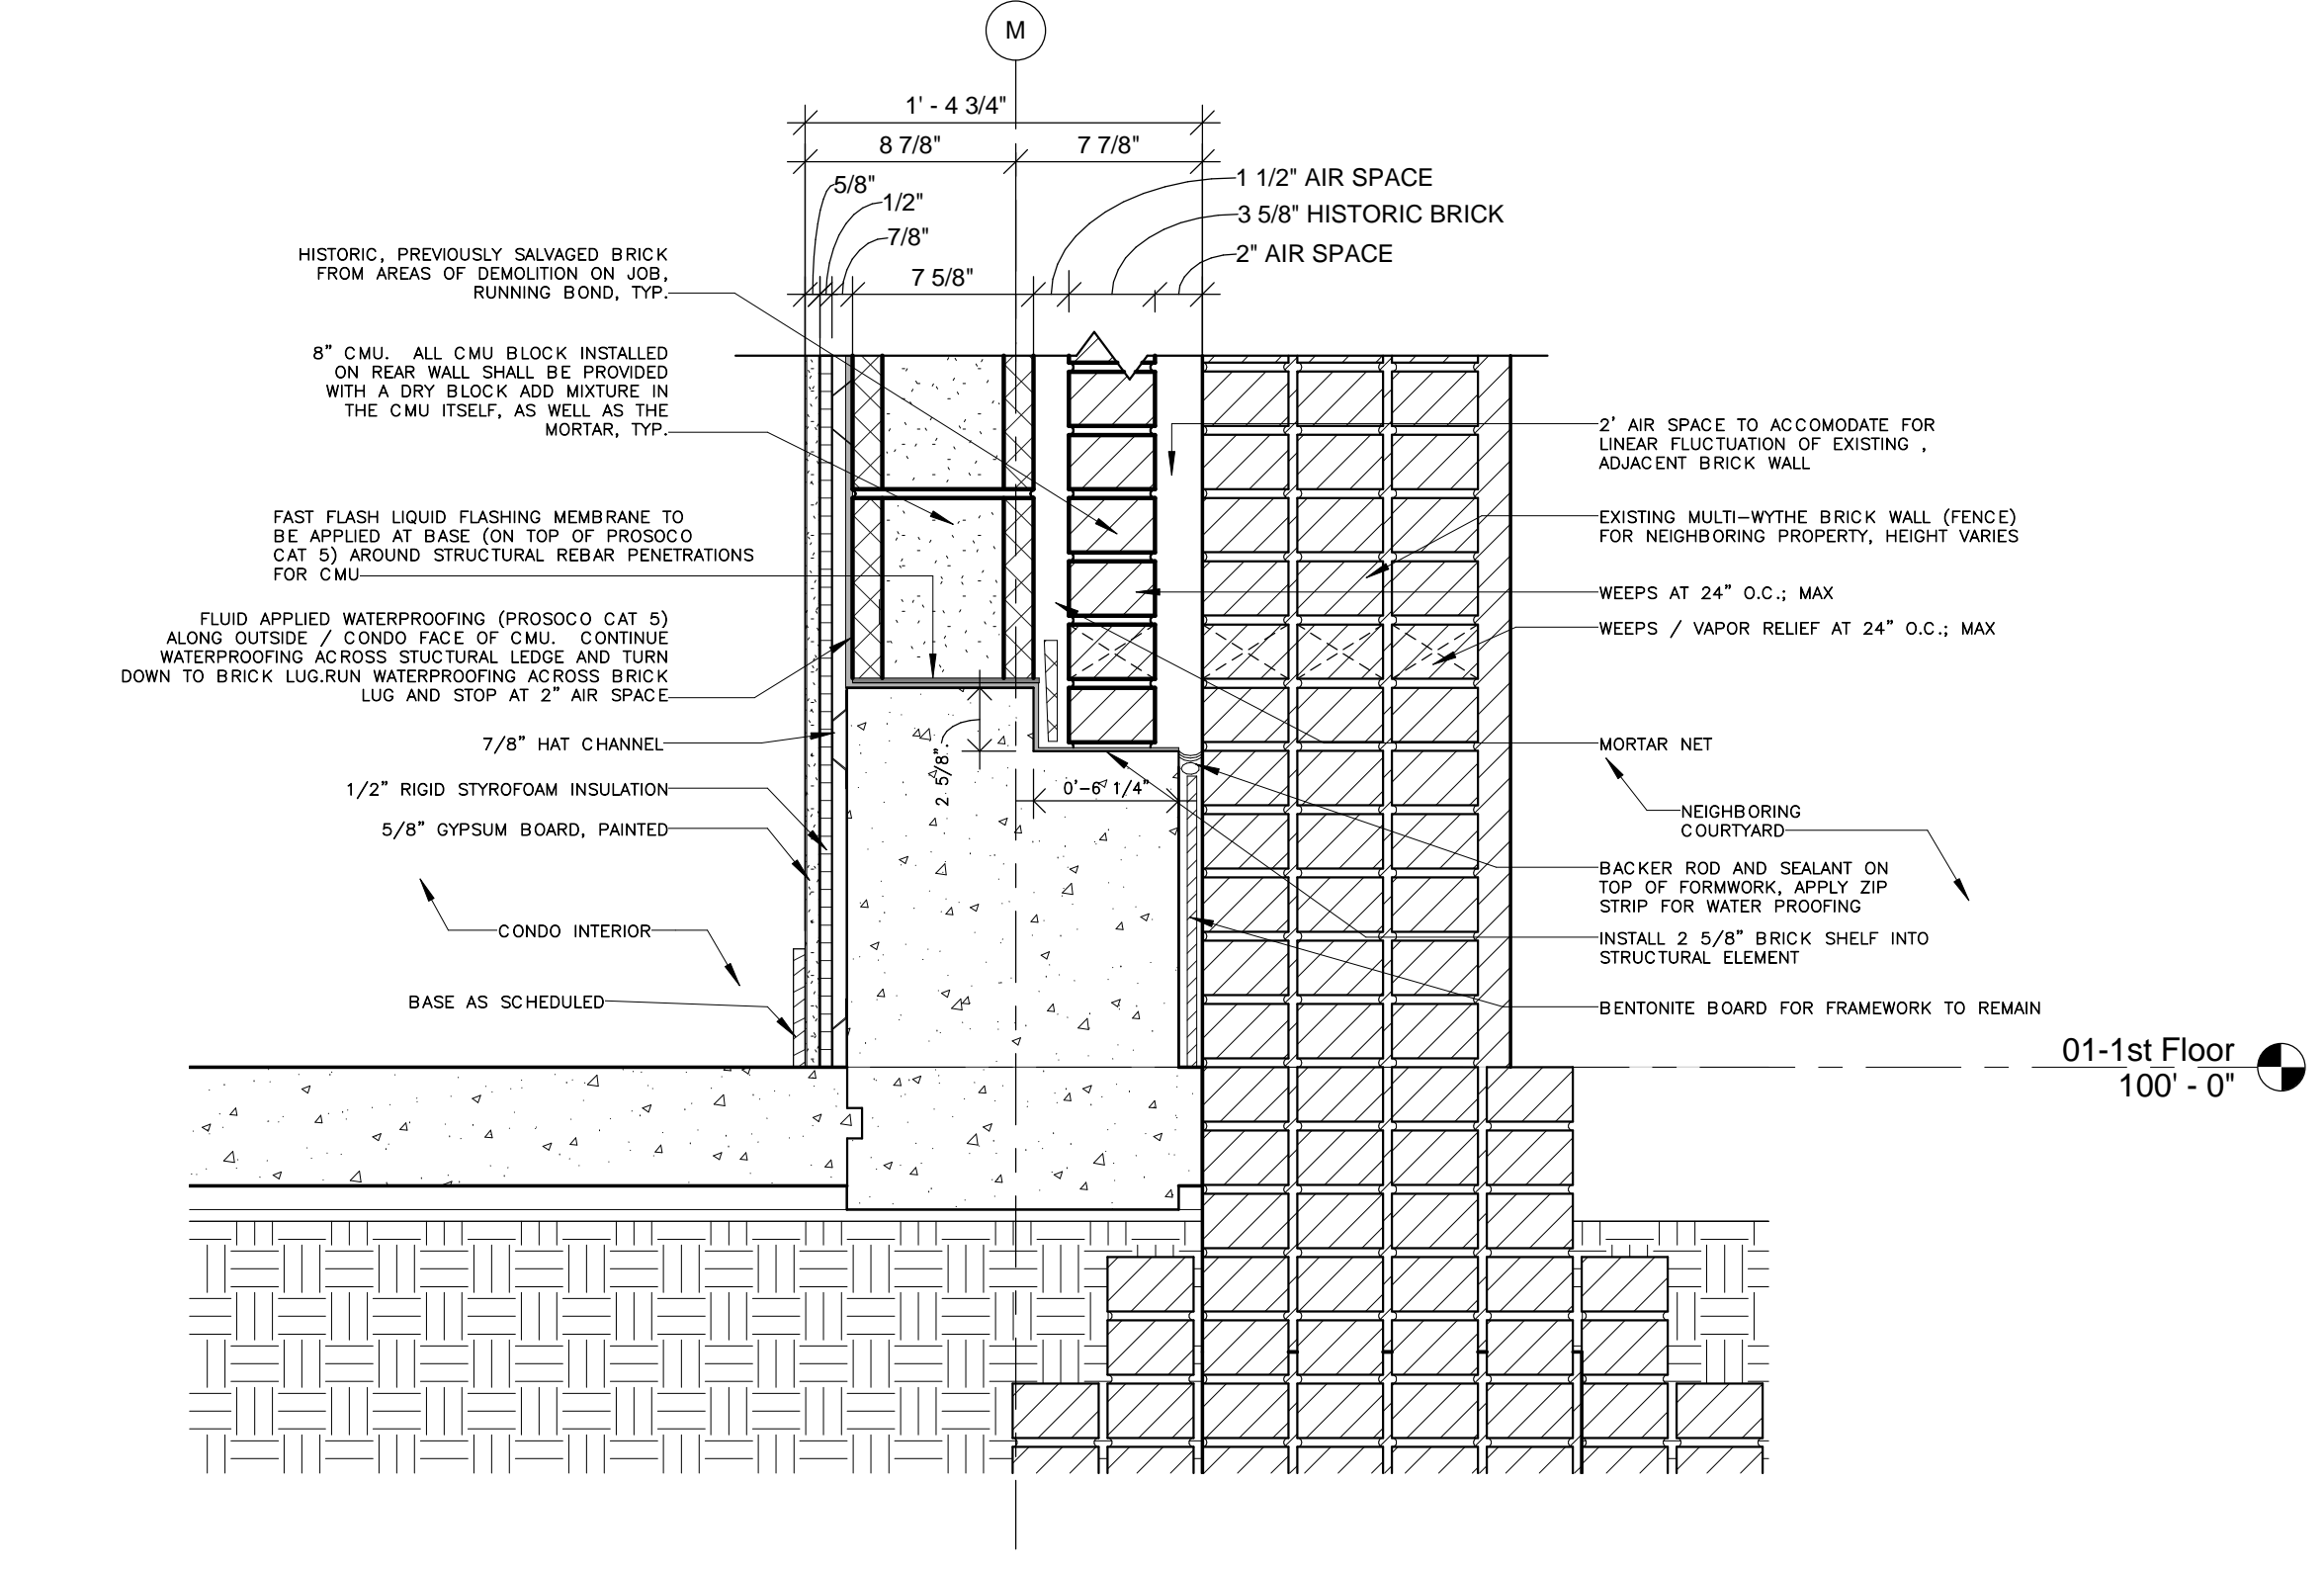 M
1' - 4 3/4"
8 7/8"
7 7/8"
5/8"
1/2"
7/8"
7 5/8"
1 1/2" AIR SPACE
3 5/8" HISTORIC BRICK
2" AIR SPACE
HISTORIC, PREVIOUSLY SALVAGED BRICK
FROM AREAS OF DEMOLITION ON JOB,
RUNNING BOND, TYP.
8" CMU. ALL CMU BLOCK INSTALLED
ON REAR WALL SHALL BE PROVIDED
WITH A DRY BLOCK ADD MIXTURE IN
THE CMU ITSELF, AS WELL AS THE
MORTAR, TYP.
FAST FLASH LIQUID FLASHING MEMBRANE TO
BE APPLIED AT BASE (ON TOP OF PROSOCO
CAT 5) AROUND STRUCTURAL REBAR PENETRATIONS
FOR CMU
FLUID APPLIED WATERPROOFING (PROSOCO CAT 5)
ALONG OUTSIDE / CONDO FACE OF CMU. CONTINUE
WATERPROOFING ACROSS STUCTURAL LEDGE AND TURN
DOWN TO BRICK LUG.RUN WATERPROOFING ACROSS BRICK
LUG AND STOP AT 2" AIR SPACE
7/8" HAT CHANNEL
1/2" RIGID STYROFOAM INSULATION
5/8" GYPSUM BOARD, PAINTED
CONDO INTERIOR
BASE AS SCHEDULED
2 5/8"
0'-6 1/4"
2' AIR SPACE TO ACCOMODATE FOR
LINEAR FLUCTUATION OF EXISTING ,
ADJACENT BRICK WALL
EXISTING MULTI-WYTHE BRICK WALL (FENCE)
FOR NEIGHBORING PROPERTY, HEIGHT VARIES
WEEPS AT 24" O.C.; MAX
WEEPS / VAPOR RELIEF AT 24" O.C.; MAX
MORTAR NET
NEIGHBORING
COURTYARD
BACKER ROD AND SEALANT ON
TOP OF FORMWORK, APPLY ZIP
STRIP FOR WATER PROOFING
INSTALL 2 5/8" BRICK SHELF INTO
STRUCTURAL ELEMENT
BENTONITE BOARD FOR FRAMEWORK TO REMAIN
01-1st Floor
100' - 0"